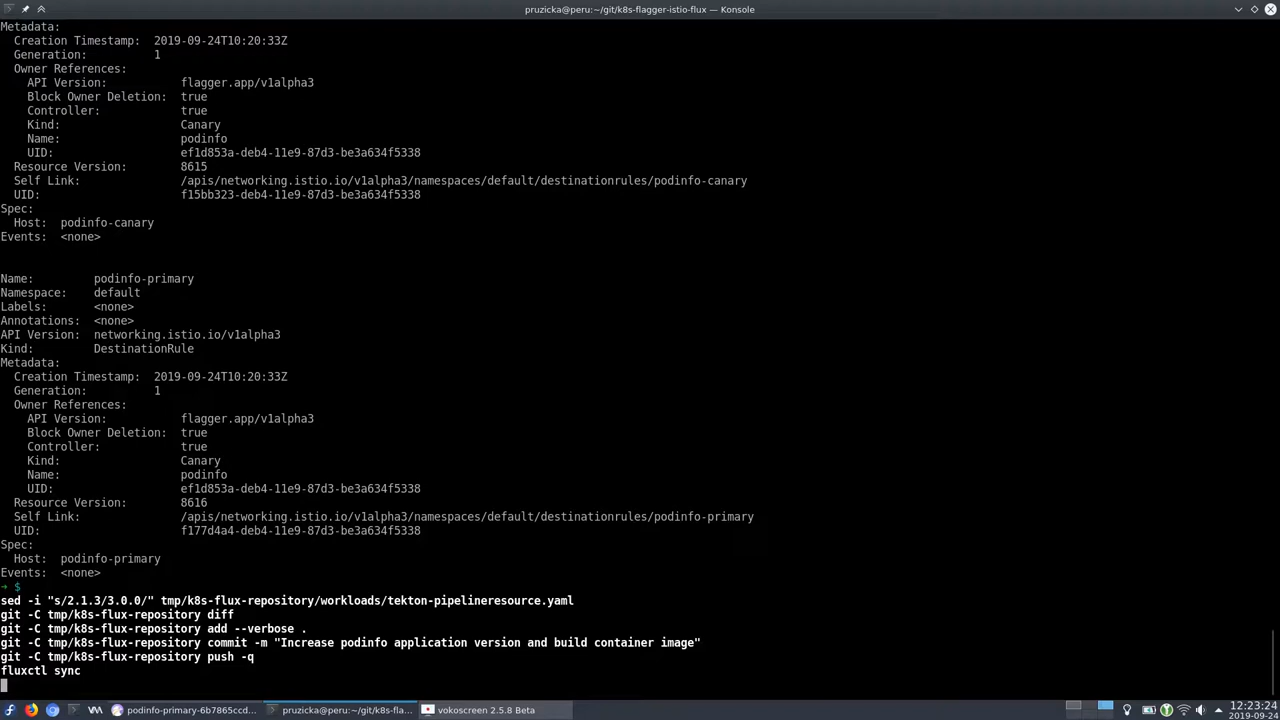 pruzicka@peru:~/git/k8s-flagger-istio-flux — Konsole
Metadata:
  Creation Timestamp:  2019-09-24T10:20:33Z
  Generation:          1
  Owner References:
    API Version:           flagger.app/v1alpha3
    Block Owner Deletion:  true
    Controller:            true
    Kind:                  Canary
    Name:                  podinfo
    UID:                   ef1d853a-deb4-11e9-87d3-be3a634f5338
  Resource Version:        8615
  Self Link:               /apis/networking.istio.io/v1alpha3/namespaces/default/destinationrules/podinfo-canary
  UID:                     f15bb323-deb4-11e9-87d3-be3a634f5338
Spec:
  Host:  podinfo-canary
Events:  <none>
Name:         podinfo-primary
Namespace:    default
Labels:       <none>
Annotations:  <none>
API Version:  networking.istio.io/v1alpha3
Kind:         DestinationRule
Metadata:
  Creation Timestamp:  2019-09-24T10:20:33Z
  Generation:          1
  Owner References:
    API Version:           flagger.app/v1alpha3
    Block Owner Deletion:  true
    Controller:            true
    Kind:                  Canary
    Name:                  podinfo
    UID:                   ef1d853a-deb4-11e9-87d3-be3a634f5338
  Resource Version:        8616
  Self Link:               /apis/networking.istio.io/v1alpha3/namespaces/default/destinationrules/podinfo-primary
  UID:                     f177d4a4-deb4-11e9-87d3-be3a634f5338
Spec:
  Host:  podinfo-primary
Events:  <none>
➜ $
sed -i "s/2.1.3/3.0.0/" tmp/k8s-flux-repository/workloads/tekton-pipelineresource.yaml
git -C tmp/k8s-flux-repository diff
git -C tmp/k8s-flux-repository add --verbose .
git -C tmp/k8s-flux-repository commit -m "Increase podinfo application version and build container image"
git -C tmp/k8s-flux-repository push -q
fluxctl sync
podinfo-primary-6b7865ccd... pruzicka@peru:~/git/k8s-fla... vokoscreen 2.5.8 Beta 12:23:24
2019-09-24